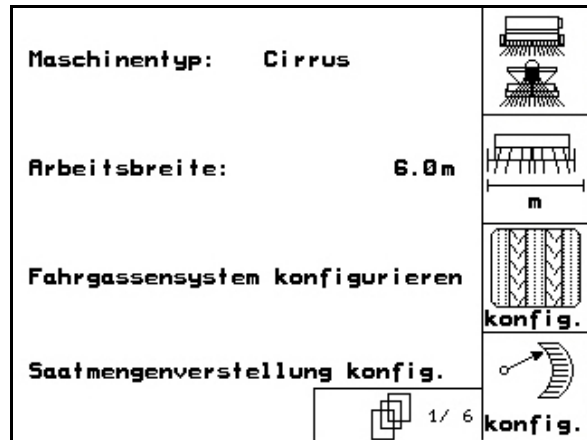 Maschinentyp: Cirrus
Arbeitsbreite: 6.0m
m
Fahrgassensystem konfigurieren
konfig.
Saatmengenverstellung konfig.
1/ 6
konfig.